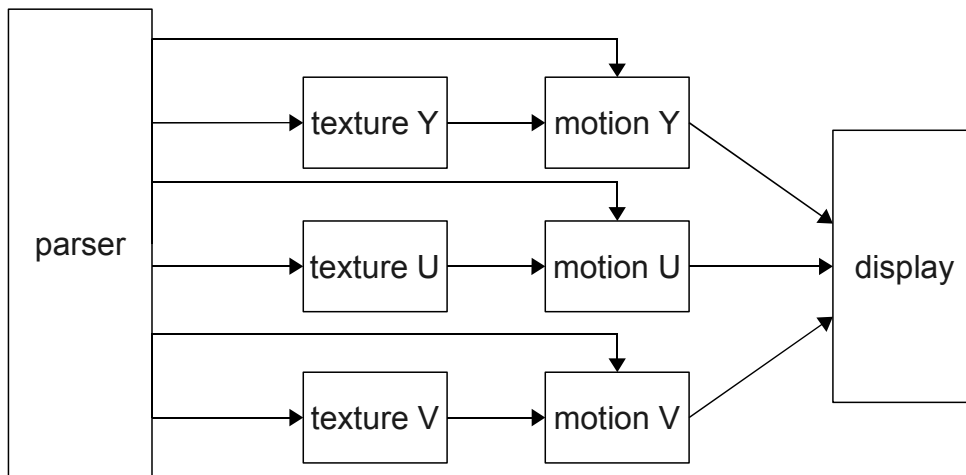 parser
texture Y
motion Y
texture U
motion U
texture V
motion V
display